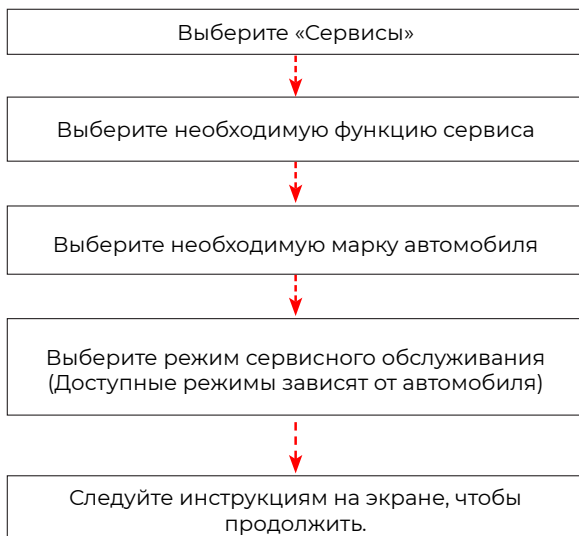 Выберите «Сервисы»
Выберите необходимую функцию сервиса
Выберите необходимую марку автомобиля
Выберите режим сервисного обслуживания
(Доступные режимы зависят от автомобиля)
Следуйте инструкциям на экране, чтобы
продолжить.